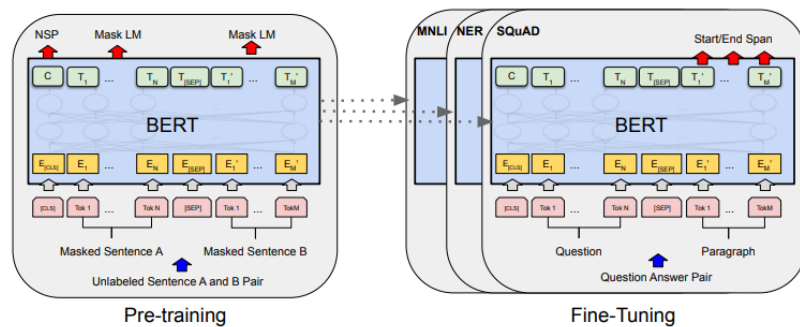 NSP Mask LM Mask LM
C T1 ... TN T[SEP] T1' ... TM'
BERT
E[CLS] E1 ... EN E[SEP] E1' ... EM'
[CLS] Tok 1 ... Tok N [SEP] Tok 1 ... TokM
Masked Sentence A Masked Sentence B
Unlabeled Sentence A and B Pair
Pre-training
MNLI NER SQuAD
Start/End Span
C T1 ... TN T[SEP] T1' ... TM'
BERT
E[CLS] E1 ... EN E[SEP] E1' ... EM'
[CLS] Tok 1 ... Tok N [SEP] Tok 1 ... TokM
Question Paragraph
Question Answer Pair
Fine-Tuning